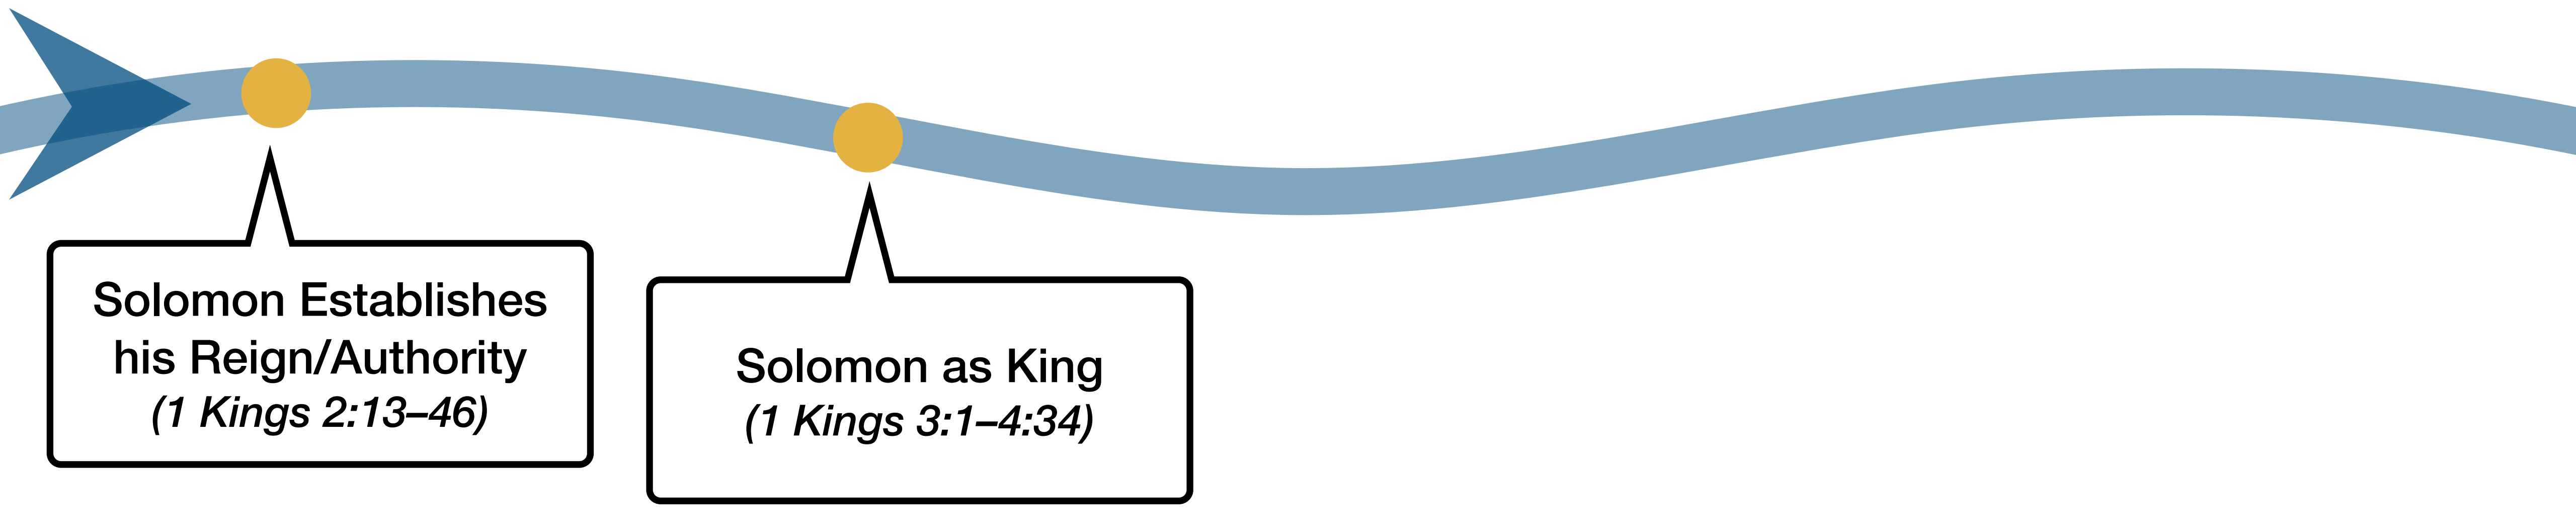 Solomon Establishes
his Reign/Authority
(1 Kings 2:13–46)
Solomon as King
(1 Kings 3:1–4:34)